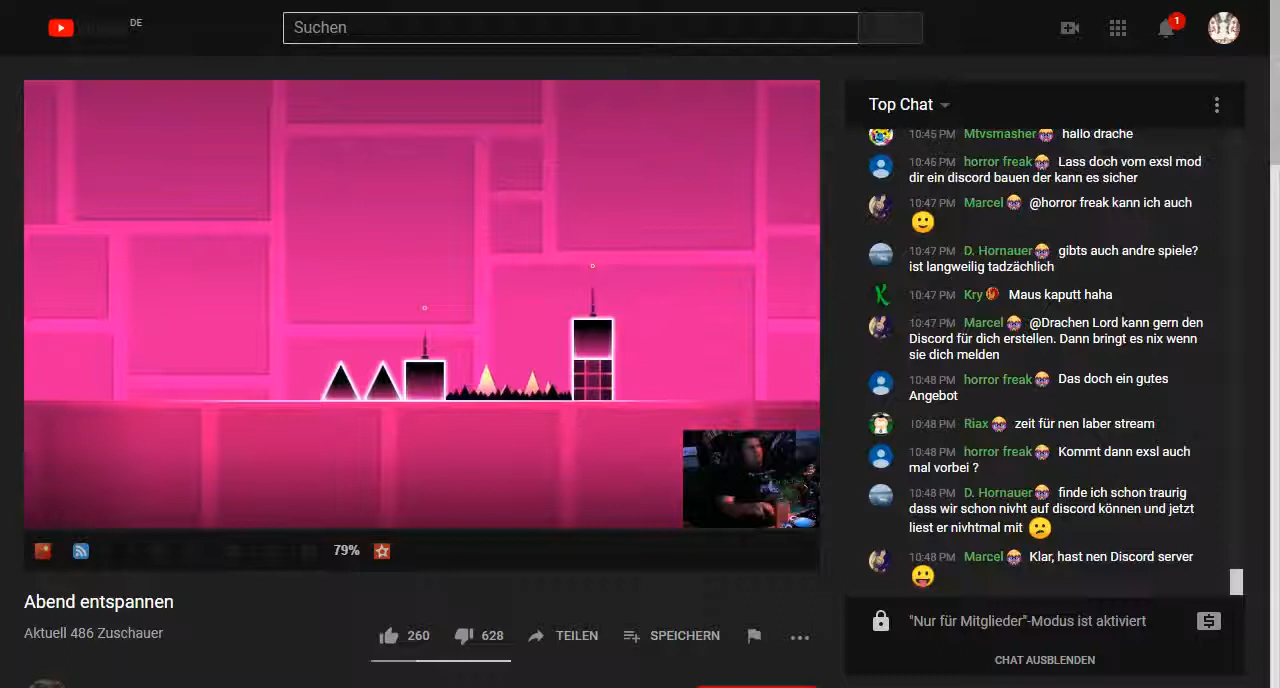 DE
Suchen
1
Top Chat
10:45 PM Mtvsmasher hallo drache
10:45 PM horror freak Lass doch vom exsl mod
dir ein discord bauen der kann es sicher
10:47 PM Marcel @horror freak kann ich auch
10:47 PM D. Hornauer gibts auch andre spiele?
ist langweilig tadzächlich
10:47 PM Kry Maus kaputt haha
10:47 PM Marcel @Drachen Lord kann gern den
Discord für dich erstellen. Dann bringt es nix wenn
sie dich melden
10:48 PM horror freak Das doch ein gutes
Angebot
10:48 PM Riax zeit für nen laber stream
10:48 PM horror freak Kommt dann exsl auch
mal vorbei ?
10:48 PM D. Hornauer finde ich schon traurig
dass wir schon nivht auf discord können und jetzt
liest er nivhtmal mit
10:48 PM Marcel Klar, hast nen Discord server
"Nur für Mitglieder"-Modus ist aktiviert
CHAT AUSBLENDEN
79%
Abend entspannen
Aktuell 486 Zuschauer
260 628 TEILEN SPEICHERN